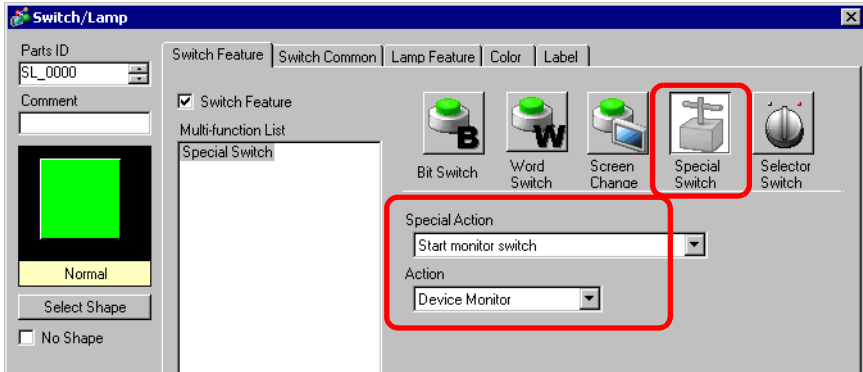 Switch/Lamp
Parts ID
SL_0000
Comment
Normal
Select Shape
No Shape
Switch Feature
Switch Common
Lamp Feature
Color
Label
Switch Feature
Multi-function List
Special Switch
B
Bit Switch
W
Word
Switch
Screen
Change
Special
Switch
Selector
Switch
Special Action
Start monitor switch
Action
Device Monitor